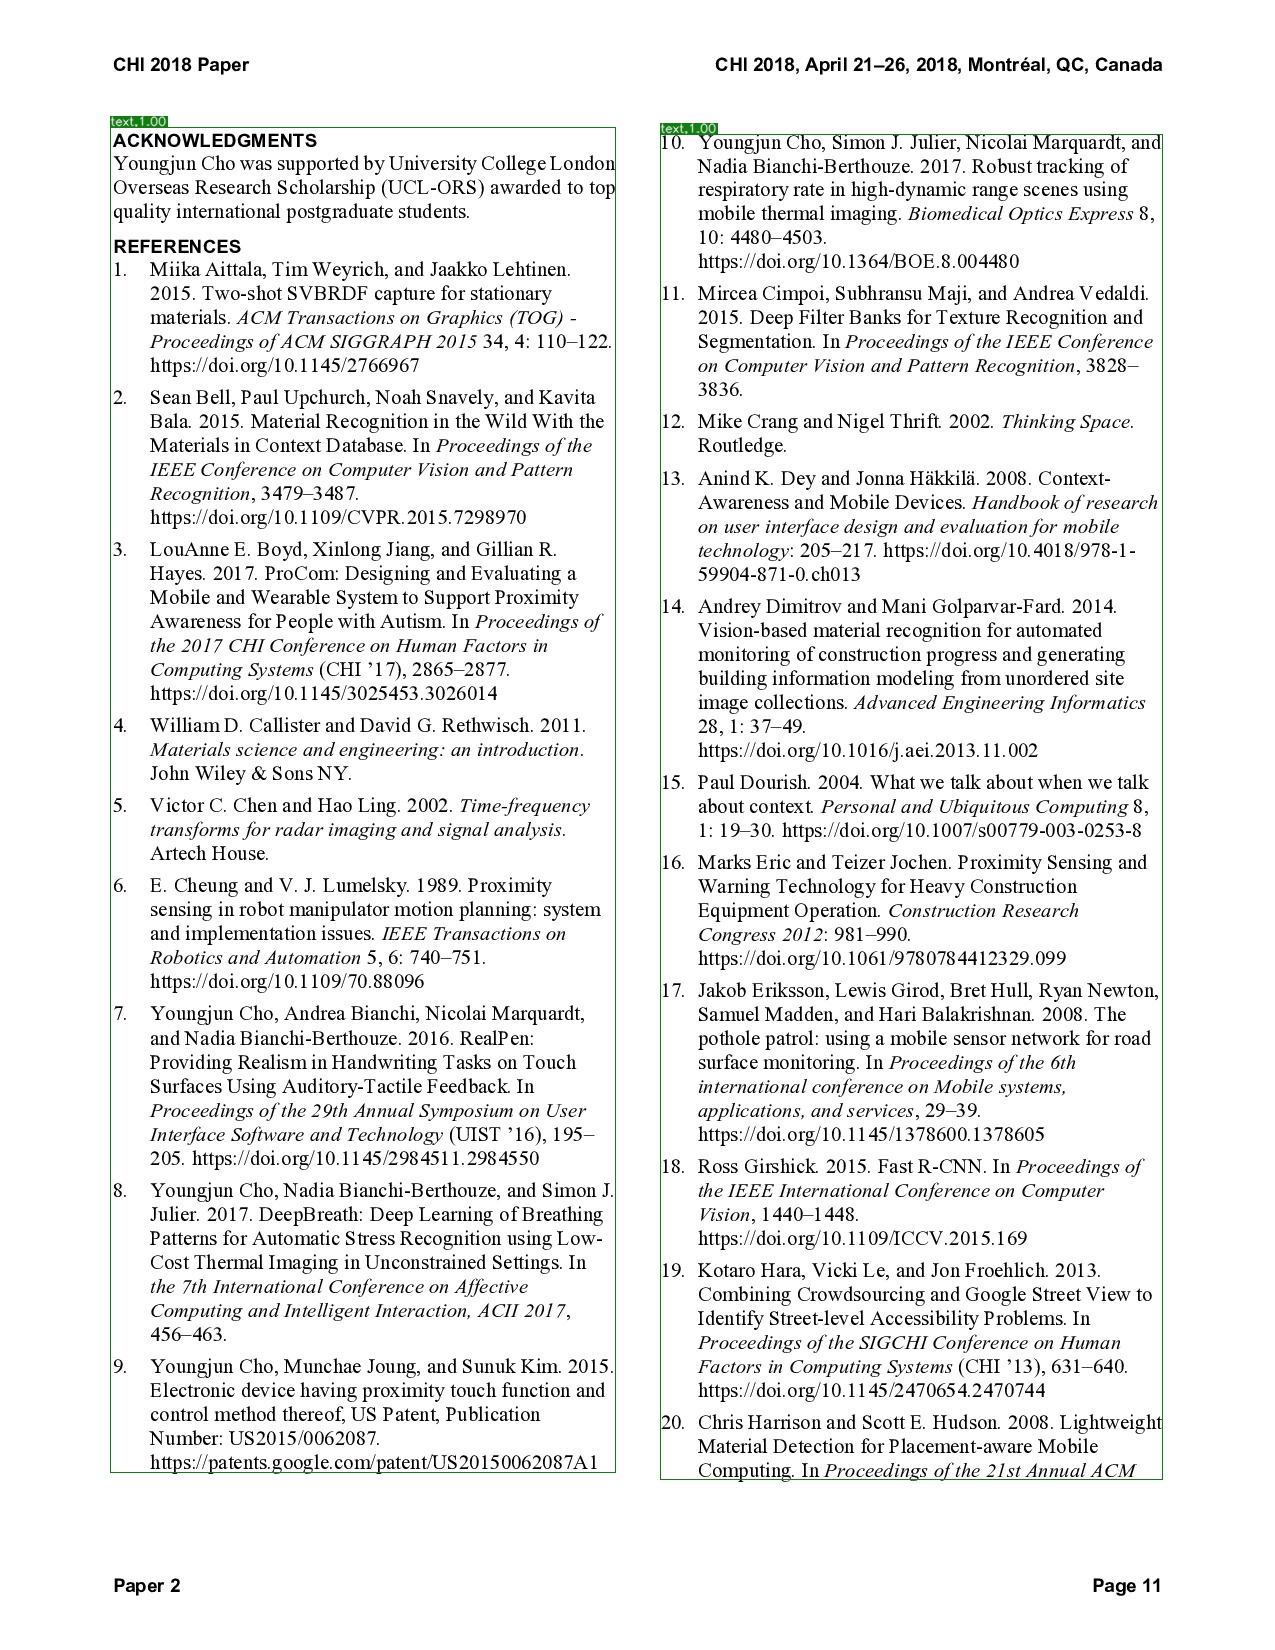 CHI 2018 Paper
CHI 2018, April 21–26, 2018, Montréal, QC, Canada
text,1.00
ACKNOWLEDGMENTS
Youngjun Cho was supported by University College London
Overseas Research Scholarship (UCL-ORS) awarded to top
quality international postgraduate students.
REFERENCES
1. Miika Aittala, Tim Weyrich, and Jaakko Lehtinen.
2015. Two-shot SVBRDF capture for stationary
materials. ACM Transactions on Graphics (TOG) -
Proceedings of ACM SIGGRAPH 2015 34, 4: 110–122.
https://doi.org/10.1145/2766967
2. Sean Bell, Paul Upchurch, Noah Snavely, and Kavita
Bala. 2015. Material Recognition in the Wild With the
Materials in Context Database. In Proceedings of the
IEEE Conference on Computer Vision and Pattern
Recognition, 3479–3487.
https://doi.org/10.1109/CVPR.2015.7298970
3. LouAnne E. Boyd, Xinlong Jiang, and Gillian R.
Hayes. 2017. ProCom: Designing and Evaluating a
Mobile and Wearable System to Support Proximity
Awareness for People with Autism. In Proceedings of
the 2017 CHI Conference on Human Factors in
Computing Systems (CHI ’17), 2865–2877.
https://doi.org/10.1145/3025453.3026014
4. William D. Callister and David G. Rethwisch. 2011.
Materials science and engineering: an introduction.
John Wiley & Sons NY.
5. Victor C. Chen and Hao Ling. 2002. Time-frequency
transforms for radar imaging and signal analysis.
Artech House.
6. E. Cheung and V. J. Lumelsky. 1989. Proximity
sensing in robot manipulator motion planning: system
and implementation issues. IEEE Transactions on
Robotics and Automation 5, 6: 740–751.
https://doi.org/10.1109/70.88096
7. Youngjun Cho, Andrea Bianchi, Nicolai Marquardt,
and Nadia Bianchi-Berthouze. 2016. RealPen:
Providing Realism in Handwriting Tasks on Touch
Surfaces Using Auditory-Tactile Feedback. In
Proceedings of the 29th Annual Symposium on User
Interface Software and Technology (UIST ’16), 195–
205. https://doi.org/10.1145/2984511.2984550
8. Youngjun Cho, Nadia Bianchi-Berthouze, and Simon J.
Julier. 2017. DeepBreath: Deep Learning of Breathing
Patterns for Automatic Stress Recognition using Low-
Cost Thermal Imaging in Unconstrained Settings. In
the 7th International Conference on Affective
Computing and Intelligent Interaction, ACII 2017,
456–463.
9. Youngjun Cho, Munchae Joung, and Sunuk Kim. 2015.
Electronic device having proximity touch function and
control method thereof, US Patent, Publication
Number: US2015/0062087.
https://patents.google.com/patent/US20150062087A1
text,1.00
10. Youngjun Cho, Simon J. Julier, Nicolai Marquardt, and
Nadia Bianchi-Berthouze. 2017. Robust tracking of
respiratory rate in high-dynamic range scenes using
mobile thermal imaging. Biomedical Optics Express 8,
10: 4480–4503.
https://doi.org/10.1364/BOE.8.004480
11. Mircea Cimpoi, Subhransu Maji, and Andrea Vedaldi.
2015. Deep Filter Banks for Texture Recognition and
Segmentation. In Proceedings of the IEEE Conference
on Computer Vision and Pattern Recognition, 3828–
3836.
12. Mike Crang and Nigel Thrift. 2002. Thinking Space.
Routledge.
13. Anind K. Dey and Jonna Häkkilä. 2008. Context-
Awareness and Mobile Devices. Handbook of research
on user interface design and evaluation for mobile
technology: 205–217. https://doi.org/10.4018/978-1-
59904-871-0.ch013
14. Andrey Dimitrov and Mani Golparvar-Fard. 2014.
Vision-based material recognition for automated
monitoring of construction progress and generating
building information modeling from unordered site
image collections. Advanced Engineering Informatics
28, 1: 37–49.
https://doi.org/10.1016/j.aei.2013.11.002
15. Paul Dourish. 2004. What we talk about when we talk
about context. Personal and Ubiquitous Computing 8,
1: 19–30. https://doi.org/10.1007/s00779-003-0253-8
16. Marks Eric and Teizer Jochen. Proximity Sensing and
Warning Technology for Heavy Construction
Equipment Operation. Construction Research
Congress 2012: 981–990.
https://doi.org/10.1061/9780784412329.099
17. Jakob Eriksson, Lewis Girod, Bret Hull, Ryan Newton,
Samuel Madden, and Hari Balakrishnan. 2008. The
pothole patrol: using a mobile sensor network for road
surface monitoring. In Proceedings of the 6th
international conference on Mobile systems,
applications, and services, 29–39.
https://doi.org/10.1145/1378600.1378605
18. Ross Girshick. 2015. Fast R-CNN. In Proceedings of
the IEEE International Conference on Computer
Vision, 1440–1448.
https://doi.org/10.1109/ICCV.2015.169
19. Kotaro Hara, Vicki Le, and Jon Froehlich. 2013.
Combining Crowdsourcing and Google Street View to
Identify Street-level Accessibility Problems. In
Proceedings of the SIGCHI Conference on Human
Factors in Computing Systems (CHI ’13), 631–640.
https://doi.org/10.1145/2470654.2470744
20. Chris Harrison and Scott E. Hudson. 2008. Lightweight
Material Detection for Placement-aware Mobile
Computing. In Proceedings of the 21st Annual ACM
Paper 2
Page 11